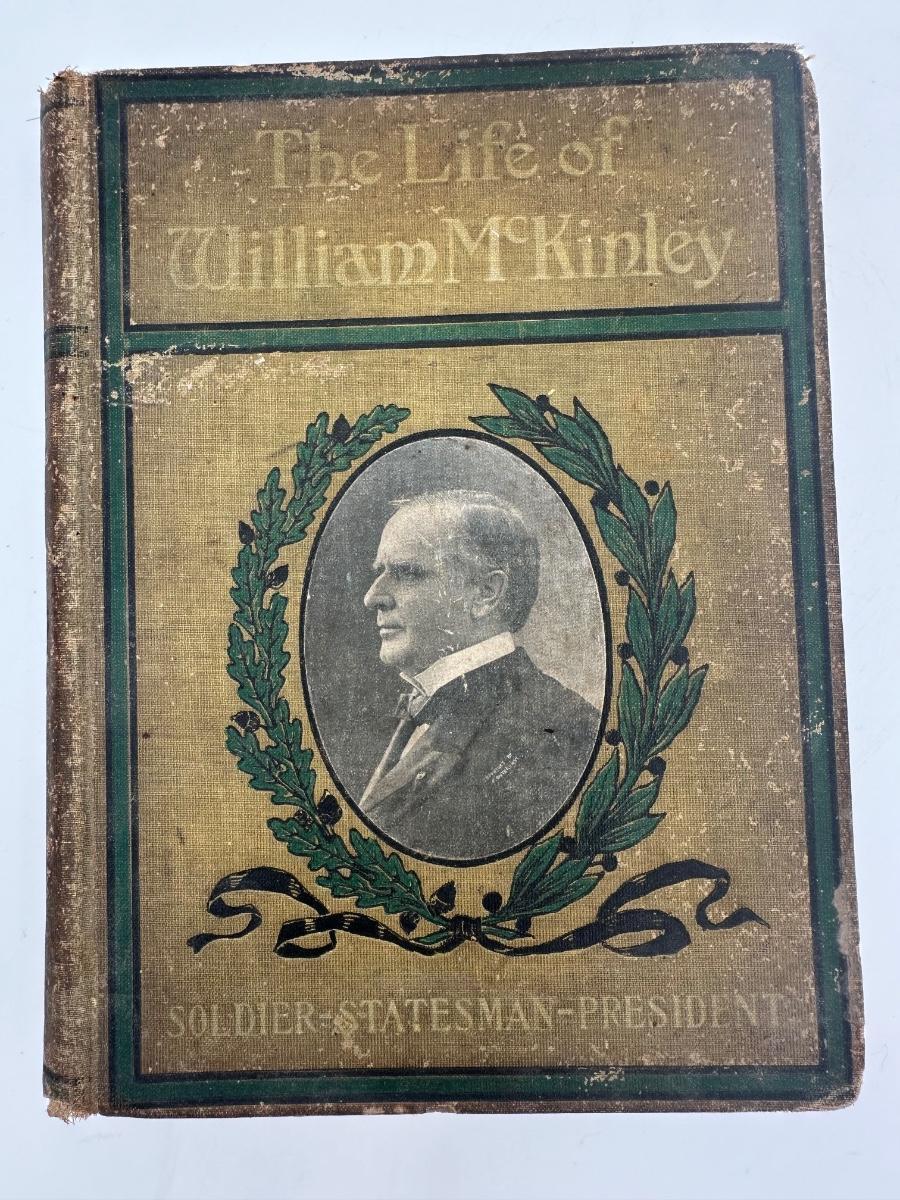 The Life of
William McKinley
SOLDIER-STATESMAN-PRESIDENT